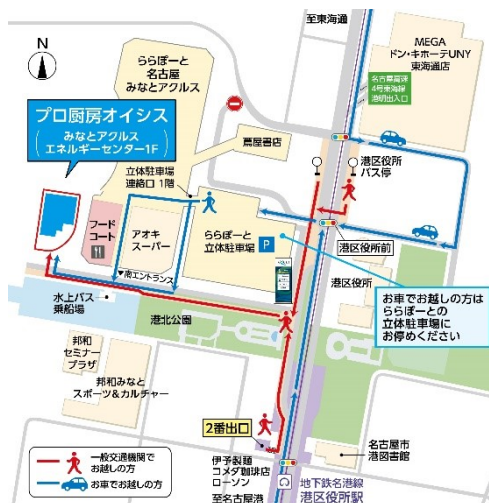 至東海通
MEGA
ドン・キホーテUNY
東海通店
N
ららぽーと
名古屋
みなとアクルス
名古屋高速
4号東海線
港明出入口
プロ厨房オイシス
みなとアクルス
エネルギーセンター1F
蔦屋書店
港区役所
バス停
立体駐車場
連絡口 1階
フード
コート
アオキ
スーパー
ららぽーと
立体駐車場
P
港区役所前
▼南エントランス
港区役所
お車でお越しの方は
ららぽーとの
立体駐車場に
お停めください
水上バス
乗船場
港北公園
邦和
セミナー
プラザ
邦和みなと
スポーツ&カルチャー
2番出口
一般交通機関で
お越しの方
お車でお越しの方
伊予製麺
コメダ珈琲店
ローソン
至名古屋港
名古屋市
港図書館
地下鉄名港線
港区役所駅